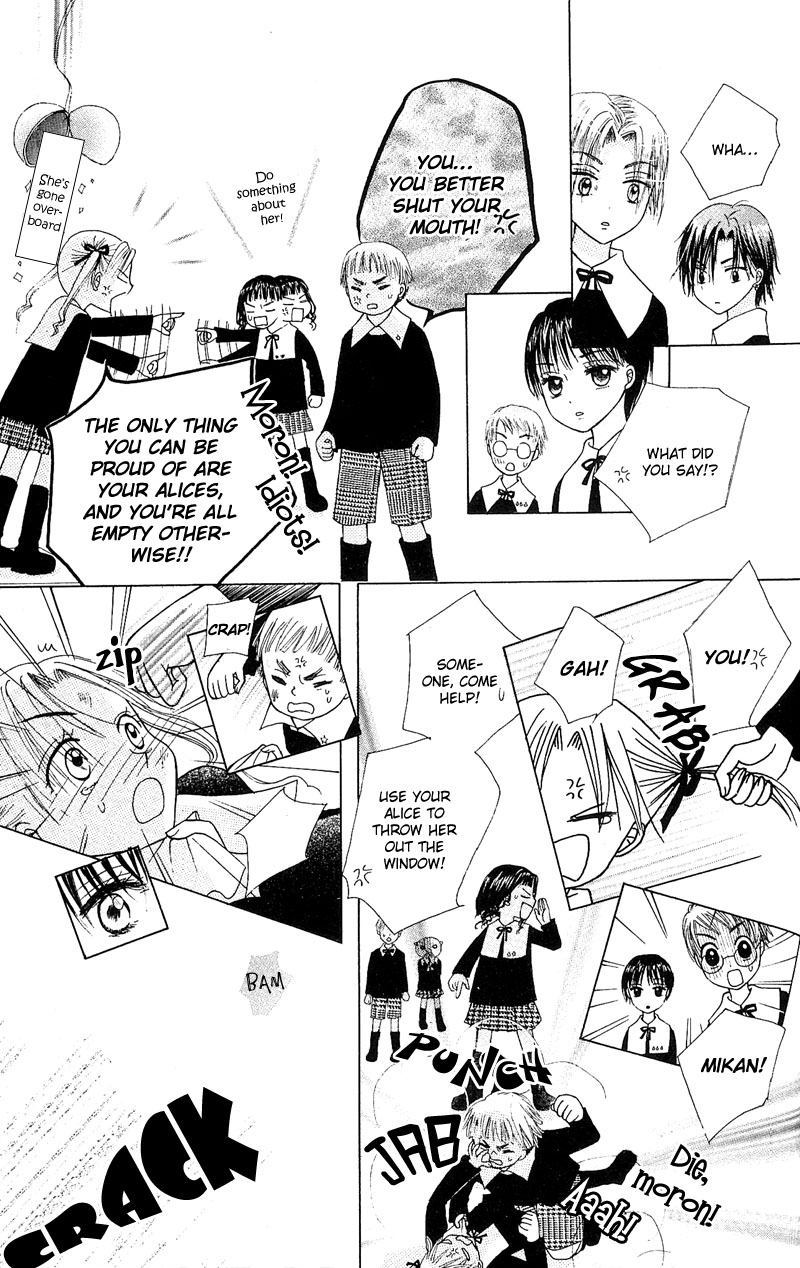 WHA...
YOU...
YOU BETTER
SHUT YOUR
MOUTH!
Do
something
about
her!
She's
gone
over-
board
WHAT DID
YOU SAY!?
THE ONLY THING
YOU CAN BE
PROUD OF ARE
YOUR ALICES,
AND YOU'RE ALL
EMPTY OTHER-
WISE!!
Moron!
Idiots!
YOU!
GRAB
GAH!
SOME-
ONE, COME
HELP!
USE YOUR
ALICE TO
THROW HER
OUT THE
WINDOW!
MIKAN!
PUNCH
JAB
Die,
moron!
Aaah!
CRAP!
zip
BAM
CRACK